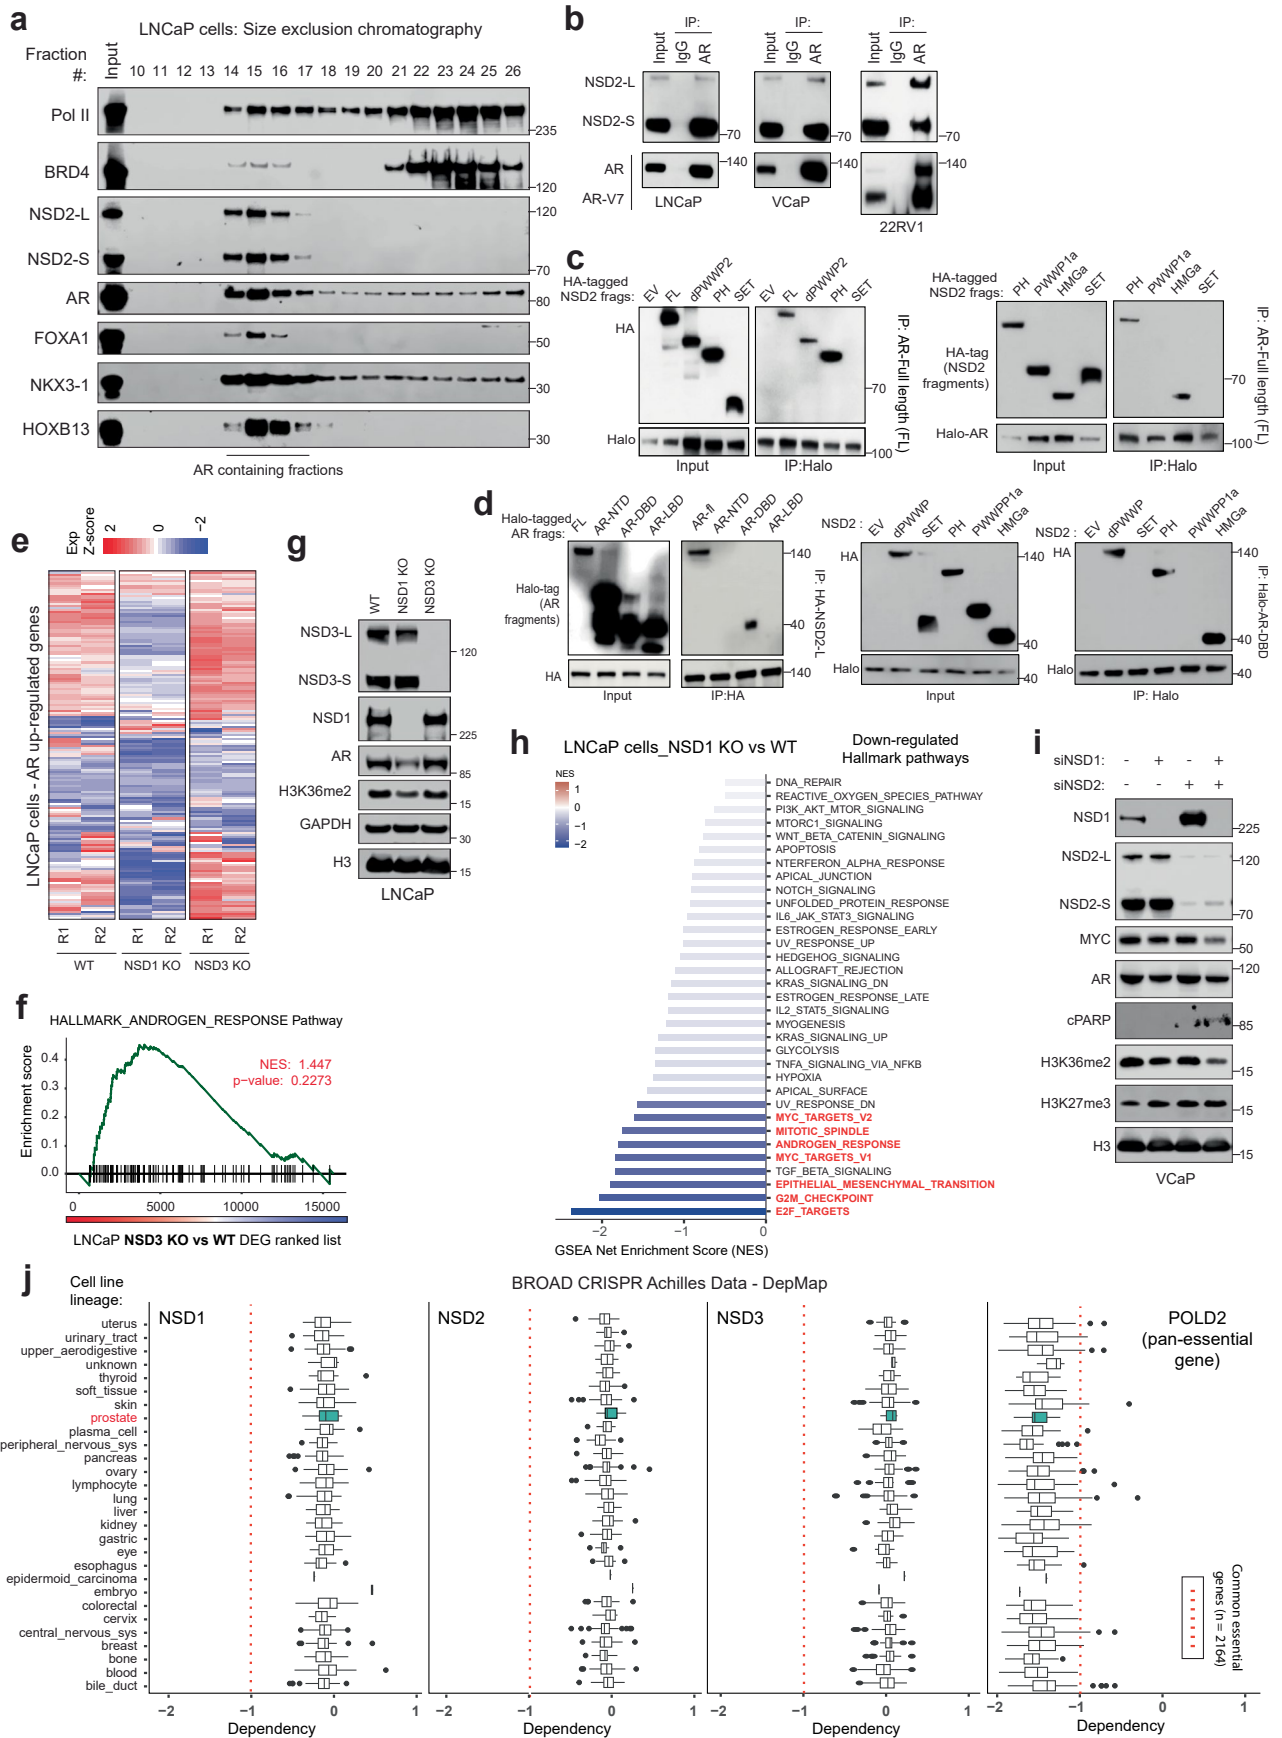 a
LNCaP cells: Size exclusion chromatography
Fraction #:
Input 10 11 12 13 14 15 16 17 18 19 20 21 22 23 24 25 26
Pol II
–235
BRD4
–120
NSD2-L
–120
NSD2-S
–70
AR
–80
FOXA1
–50
NKX3-1
–30
HOXB13
–30
AR containing fractions
b
IP: IP: IP:
Input IgG AR Input IgG AR Input IgG AR
NSD2-L
NSD2-S
–70 –70 –70
AR
–140 –140 –140
AR-V7
LNCaP VCaP 22RV1
c
HA-tagged
NSD2 frags:
EV FL dPWWP2 PH SET EV FL dPWWP2 PH SET
HA
–70
Halo
–100
Input IP:Halo
IP: AR-Full length (FL)
HA-tagged
NSD2 frags:
PH PWWP1a HMGa SET PH PWWP1a HMGa SET
HA-tag
(NSD2
fragments)
–70
Halo-AR
–100
Input IP:Halo
IP: AR-Full length (FL)
d
Halo-tagged
AR frags:
FL AR-NTD AR-DBD AR-LBD AR-fl AR-NTD AR-DBD AR-LBD
–140
Halo-tag
(AR
fragments)
–40
HA
–140
Input IP:HA
IP: HA-NSD2-L
NSD2 :
EV dPWWP SET PH PWWPP1a HMGa
HA
–140
–40
Halo
–40
Input
NSD2 :
EV dPWWP SET PH PWWPP1a HMGa
HA
–140
–40
Halo
–40
IP: Halo
IP: Halo-AR-DBD
e
Exp
Z-score
2 0 −2
LNCaP cells - AR up-regulated genes
R1 R2 R1 R2 R1 R2
WT NSD1 KO NSD3 KO
f
HALLMARK_ANDROGEN_RESPONSE Pathway
NES: 1.447
p−value: 0.2273
Enrichment score
0.4
0.3
0.2
0.1
0.0
0 5000 10000 15000
LNCaP NSD3 KO vs WT DEG ranked list
g
WT NSD1 KO NSD3 KO
NSD3-L
–120
NSD3-S
NSD1
–225
AR
–85
H3K36me2
–15
GAPDH
–30
H3
–15
LNCaP
h
LNCaP cells_NSD1 KO vs WT
Down-regulated
Hallmark pathways
NES
1
0
−1
−2
DNA_REPAIR
REACTIVE_OXYGEN_SPECIES_PATHWAY
PI3K_AKT_MTOR_SIGNALING
MTORC1_SIGNALING
WNT_BETA_CATENIN_SIGNALING
APOPTOSIS
NTERFERON_ALPHA_RESPONSE
APICAL_JUNCTION
NOTCH_SIGNALING
UNFOLDED_PROTEIN_RESPONSE
IL6_JAK_STAT3_SIGNALING
ESTROGEN_RESPONSE_EARLY
UV_RESPONSE_UP
HEDGEHOG_SIGNALING
ALLOGRAFT_REJECTION
KRAS_SIGNALING_DN
ESTROGEN_RESPONSE_LATE
IL2_STAT5_SIGNALING
MYOGENESIS
KRAS_SIGNALING_UP
GLYCOLYSIS
TNFA_SIGNALING_VIA_NFKB
HYPOXIA
APICAL_SURFACE
UV_RESPONSE_DN
MYC_TARGETS_V2
MITOTIC_SPINDLE
ANDROGEN_RESPONSE
MYC_TARGETS_V1
TGF_BETA_SIGNALING
EPITHELIAL_MESENCHYMAL_TRANSITION
G2M_CHECKPOINT
E2F_TARGETS
−2 −1 0
GSEA Net Enrichment Score (NES)
i
siNSD1: - + - +
siNSD2: - - + +
NSD1
–225
NSD2-L
–120
NSD2-S
–70
MYC
–50
AR
–120
cPARP
–85
H3K36me2
–15
H3K27me3
–15
H3
–15
VCaP
j
Cell line
lineage:
BROAD CRISPR Achilles Data - DepMap
NSD1 NSD2 NSD3 POLD2
(pan-essential
gene)
uterus
urinary_tract
upper_aerodigestive
unknown
thyroid
soft_tissue
skin
prostate
plasma_cell
peripheral_nervous_sys
pancreas
ovary
lymphocyte
lung
liver
kidney
gastric
eye
esophagus
epidermoid_carcinoma
embryo
colorectal
cervix
central_nervous_sys
breast
bone
blood
bile_duct
Common essential
genes (n = 2164)
−2 −1 0 1 −2 −1 0 1 −2 −1 0 1 −2 −1 0 1
Dependency Dependency Dependency Dependency